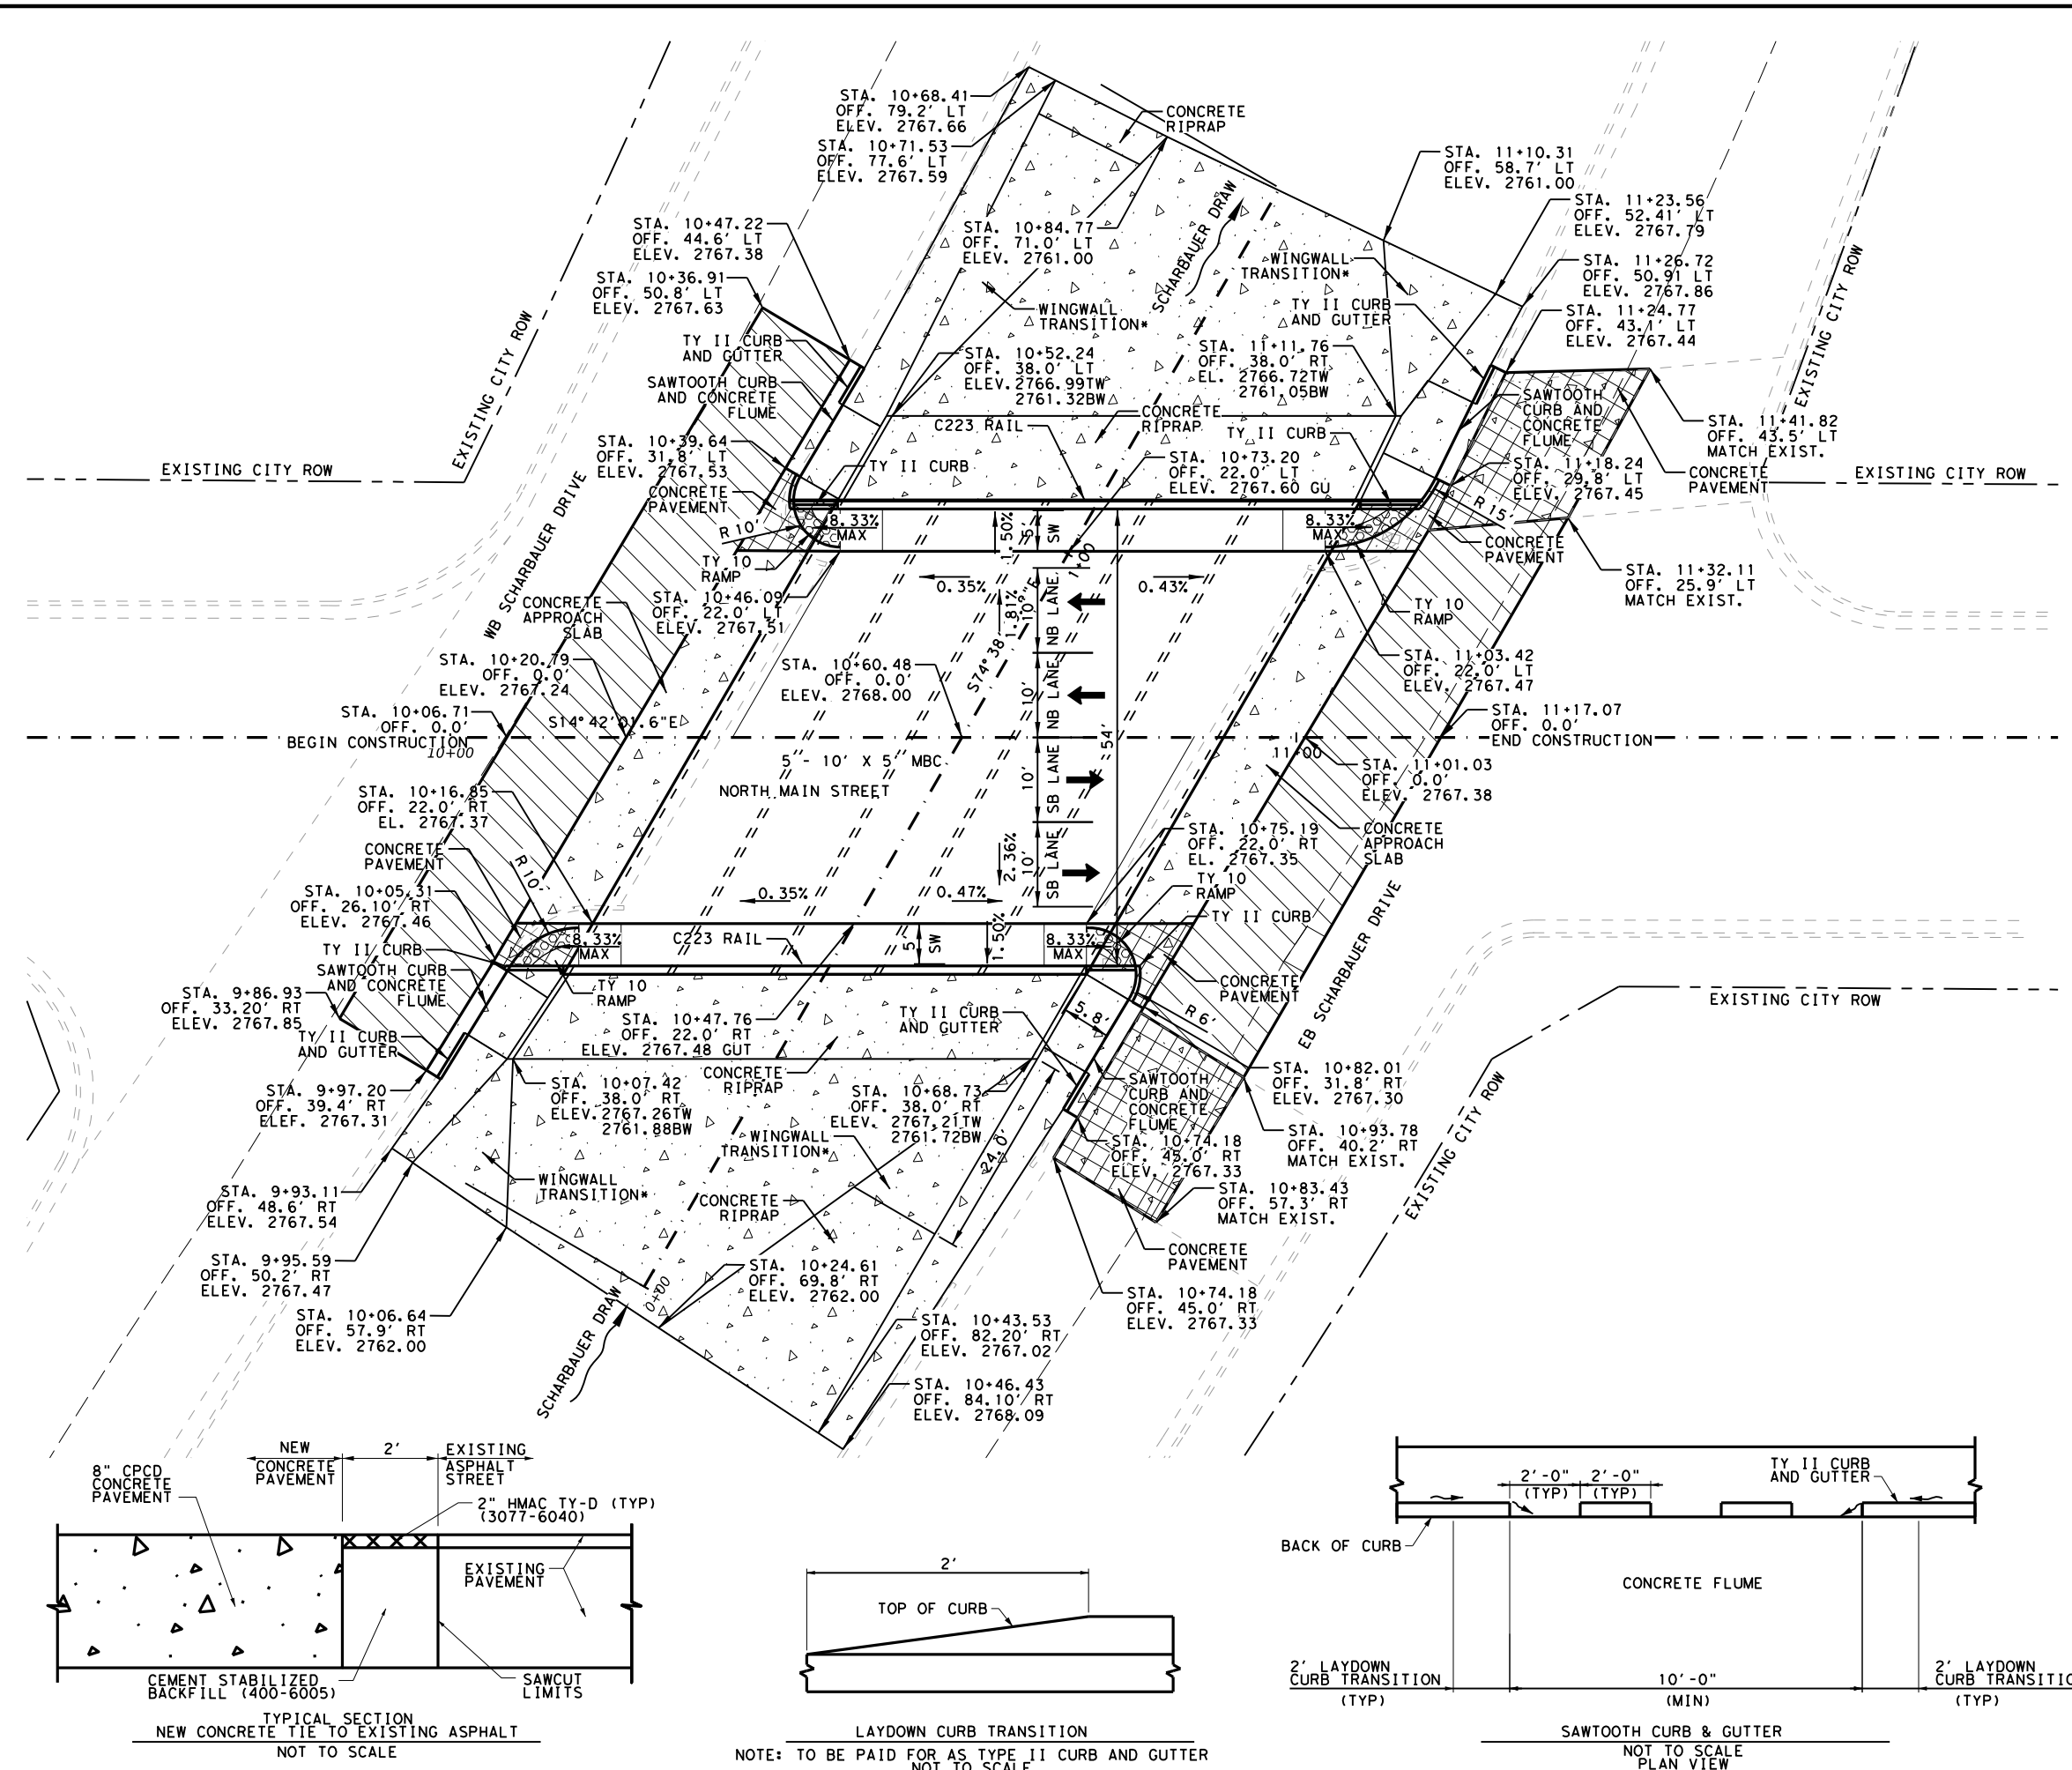 STA. 10+68.41
OFF. 79.2' LT
ELEV. 2767.66
STA. 10+71.53
OFF. 77.6' LT
ELEV. 2767.59
CONCRETE
RIPRAP
STA. 11+10.31
OFF. 58.7' LT
ELEV. 2761.00
STA. 11+23.56
OFF. 52.41' LT
ELEV. 2767.79
STA. 10+47.22
OFF. 44.6' LT
ELEV. 2767.38
STA. 10+84.77
OFF. 71.0' LT
ELEV. 2761.00
SCHARBAUER DRAW
WINGWALL
TRANSITION*
STA. 11+26.72
OFF. 50.91 LT
ELEV. 2767.86
STA. 10+36.91
OFF. 50.8' LT
ELEV. 2767.63
WINGWALL
TRANSITION*
TY II CURB
AND GUTTER
STA. 11+24.77
OFF. 43.1' LT
ELEV. 2767.44
EXISTING CITY ROW
EXISTING CITY ROW
TY II CURB
AND GUTTER
STA. 10+52.24
OFF. 38.0' LT
ELEV. 2766.99TW
2761.32BW
STA. 11+11.76
OFF. 38.0' RT
EL. 2766.72TW
2761.05BW
SAWTOOTH CURB
AND CONCRETE
FLUME
SAWTOOTH
CURB AND
CONCRETE
FLUME
STA. 11+41.82
OFF. 43.5' LT
MATCH EXIST.
CONCRETE
RIPRAP
C223 RAIL
TY II CURB
STA. 10+39.64
OFF. 31.8' LT
ELEV. 2767.53
EXISTING CITY ROW
TY II CURB
STA. 10+73.20
OFF. 22.0' LT
ELEV. 2767.60 GU
STA. 11+18.24
OFF. 29.8' LT
ELEV. 2767.45
CONCRETE
PAVEMENT
EXISTING CITY ROW
CONCRETE
PAVEMENT
R 10'
8.33%
MAX
1.50%
5'
SW
8.33%
MAX
R 15'
CONCRETE
PAVEMENT
WB SCHARBAUER DRIVE
TY 10
RAMP
1+00
STA. 11+32.11
OFF. 25.9' LT
MATCH EXIST.
CONCRETE
APPROACH
SLAB
STA. 10+46.09
OFF. 22.0' LT
ELEV. 2767.51
0.35%
1.81%
10'
NB LANE
0.43%
TY 10
RAMP
STA. 10+20.79
OFF. 0.0'
ELEV. 2767.24
STA. 10+60.48
OFF. 0.0'
ELEV. 2768.00
10'
NB LANE
STA. 11+03.42
OFF. 22.0' LT
ELEV. 2767.47
STA. 10+06.71
OFF. 0.0'
BEGIN CONSTRUCTION
10+00
S14°42'01.6"E
54'
STA. 11+17.07
OFF. 0.0'
END CONSTRUCTION
11+00
5 - 10' X 5' MBC
NORTH MAIN STREET
10'
SB LANE
STA. 11+01.03
OFF. 0.0'
ELEV. 2767.38
STA. 10+16.85
OFF. 22.0' RT
EL. 2767.37
2.36%
10'
SB LANE
STA. 10+75.19
OFF. 22.0' RT
EL. 2767.35
CONCRETE
APPROACH
SLAB
CONCRETE
PAVEMENT
R 10'
TY 10
RAMP
STA. 10+05.31
OFF. 26.10' RT
ELEV. 2767.46
0.35%
0.47%
TY II CURB
TY II CURB
8.33%
MAX
C223 RAIL
5'
SW
1.50%
8.33%
MAX
SAWTOOTH CURB
AND CONCRETE
FLUME
TY 10
RAMP
CONCRETE
PAVEMENT
EB SCHARBAUER DRIVE
STA. 9+86.93
OFF. 33.20' RT
ELEV. 2767.85
EXISTING CITY ROW
TY II CURB
AND GUTTER
STA. 10+47.76
OFF. 22.0' RT
ELEV. 2767.48 GUT
TY II CURB
AND GUTTER
5.8'
R 6'
STA. 9+97.20
OFF. 39.4' RT
ELEF. 2767.31
STA. 10+07.42
OFF. 38.0' RT
ELEV. 2767.26TW
2761.88BW
CONCRETE
RIPRAP
STA. 10+68.73
OFF. 38.0' RT
ELEV. 2767.21TW
2761.72BW
SAWTOOTH
CURB AND
CONCRETE
FLUME
STA. 10+82.01
OFF. 31.8' RT
ELEV. 2767.30
WINGWALL
TRANSITION*
24.0'
STA. 10+74.18
OFF. 45.0' RT
ELEV. 2767.33
STA. 10+93.78
OFF. 40.2' RT
MATCH EXIST.
EXISTING CITY ROW
STA. 9+93.11
OFF. 48.6' RT
ELEV. 2767.54
WINGWALL
TRANSITION*
CONCRETE
RIPRAP
STA. 10+83.43
OFF. 57.3' RT
MATCH EXIST.
STA. 9+95.59
OFF. 50.2' RT
ELEV. 2767.47
0+00
STA. 10+24.61
OFF. 69.8' RT
ELEV. 2762.00
CONCRETE
PAVEMENT
STA. 10+06.64
OFF. 57.9' RT
ELEV. 2762.00
SCHARBAUER DRAW
STA. 10+43.53
OFF. 82.20' RT
ELEV. 2767.02
STA. 10+74.18
OFF. 45.0' RT
ELEV. 2767.33
STA. 10+46.43
OFF. 84.10' RT
ELEV. 2768.09
NEW
CONCRETE
PAVEMENT
2'
EXISTING
ASPHALT
STREET
8" CPCD
CONCRETE
PAVEMENT
2" HMAC TY-D (TYP)
(3077-6040)
EXISTING
PAVEMENT
CEMENT STABILIZED
BACKFILL (400-6005)
SAWCUT
LIMITS
TYPICAL SECTION
NEW CONCRETE TIE TO EXISTING ASPHALT
NOT TO SCALE
2'
TOP OF CURB
LAYDOWN CURB TRANSITION
NOTE: TO BE PAID FOR AS TYPE II CURB AND GUTTER
NOT TO SCALE
2'-0"
(TYP)
2'-0"
(TYP)
TY II CURB
AND GUTTER
BACK OF CURB
CONCRETE FLUME
2' LAYDOWN
CURB TRANSITION
(TYP)
10'-0"
(MIN)
2' LAYDOWN
CURB TRANSITIO
(TYP)
SAWTOOTH CURB & GUTTER
NOT TO SCALE
PLAN VIEW